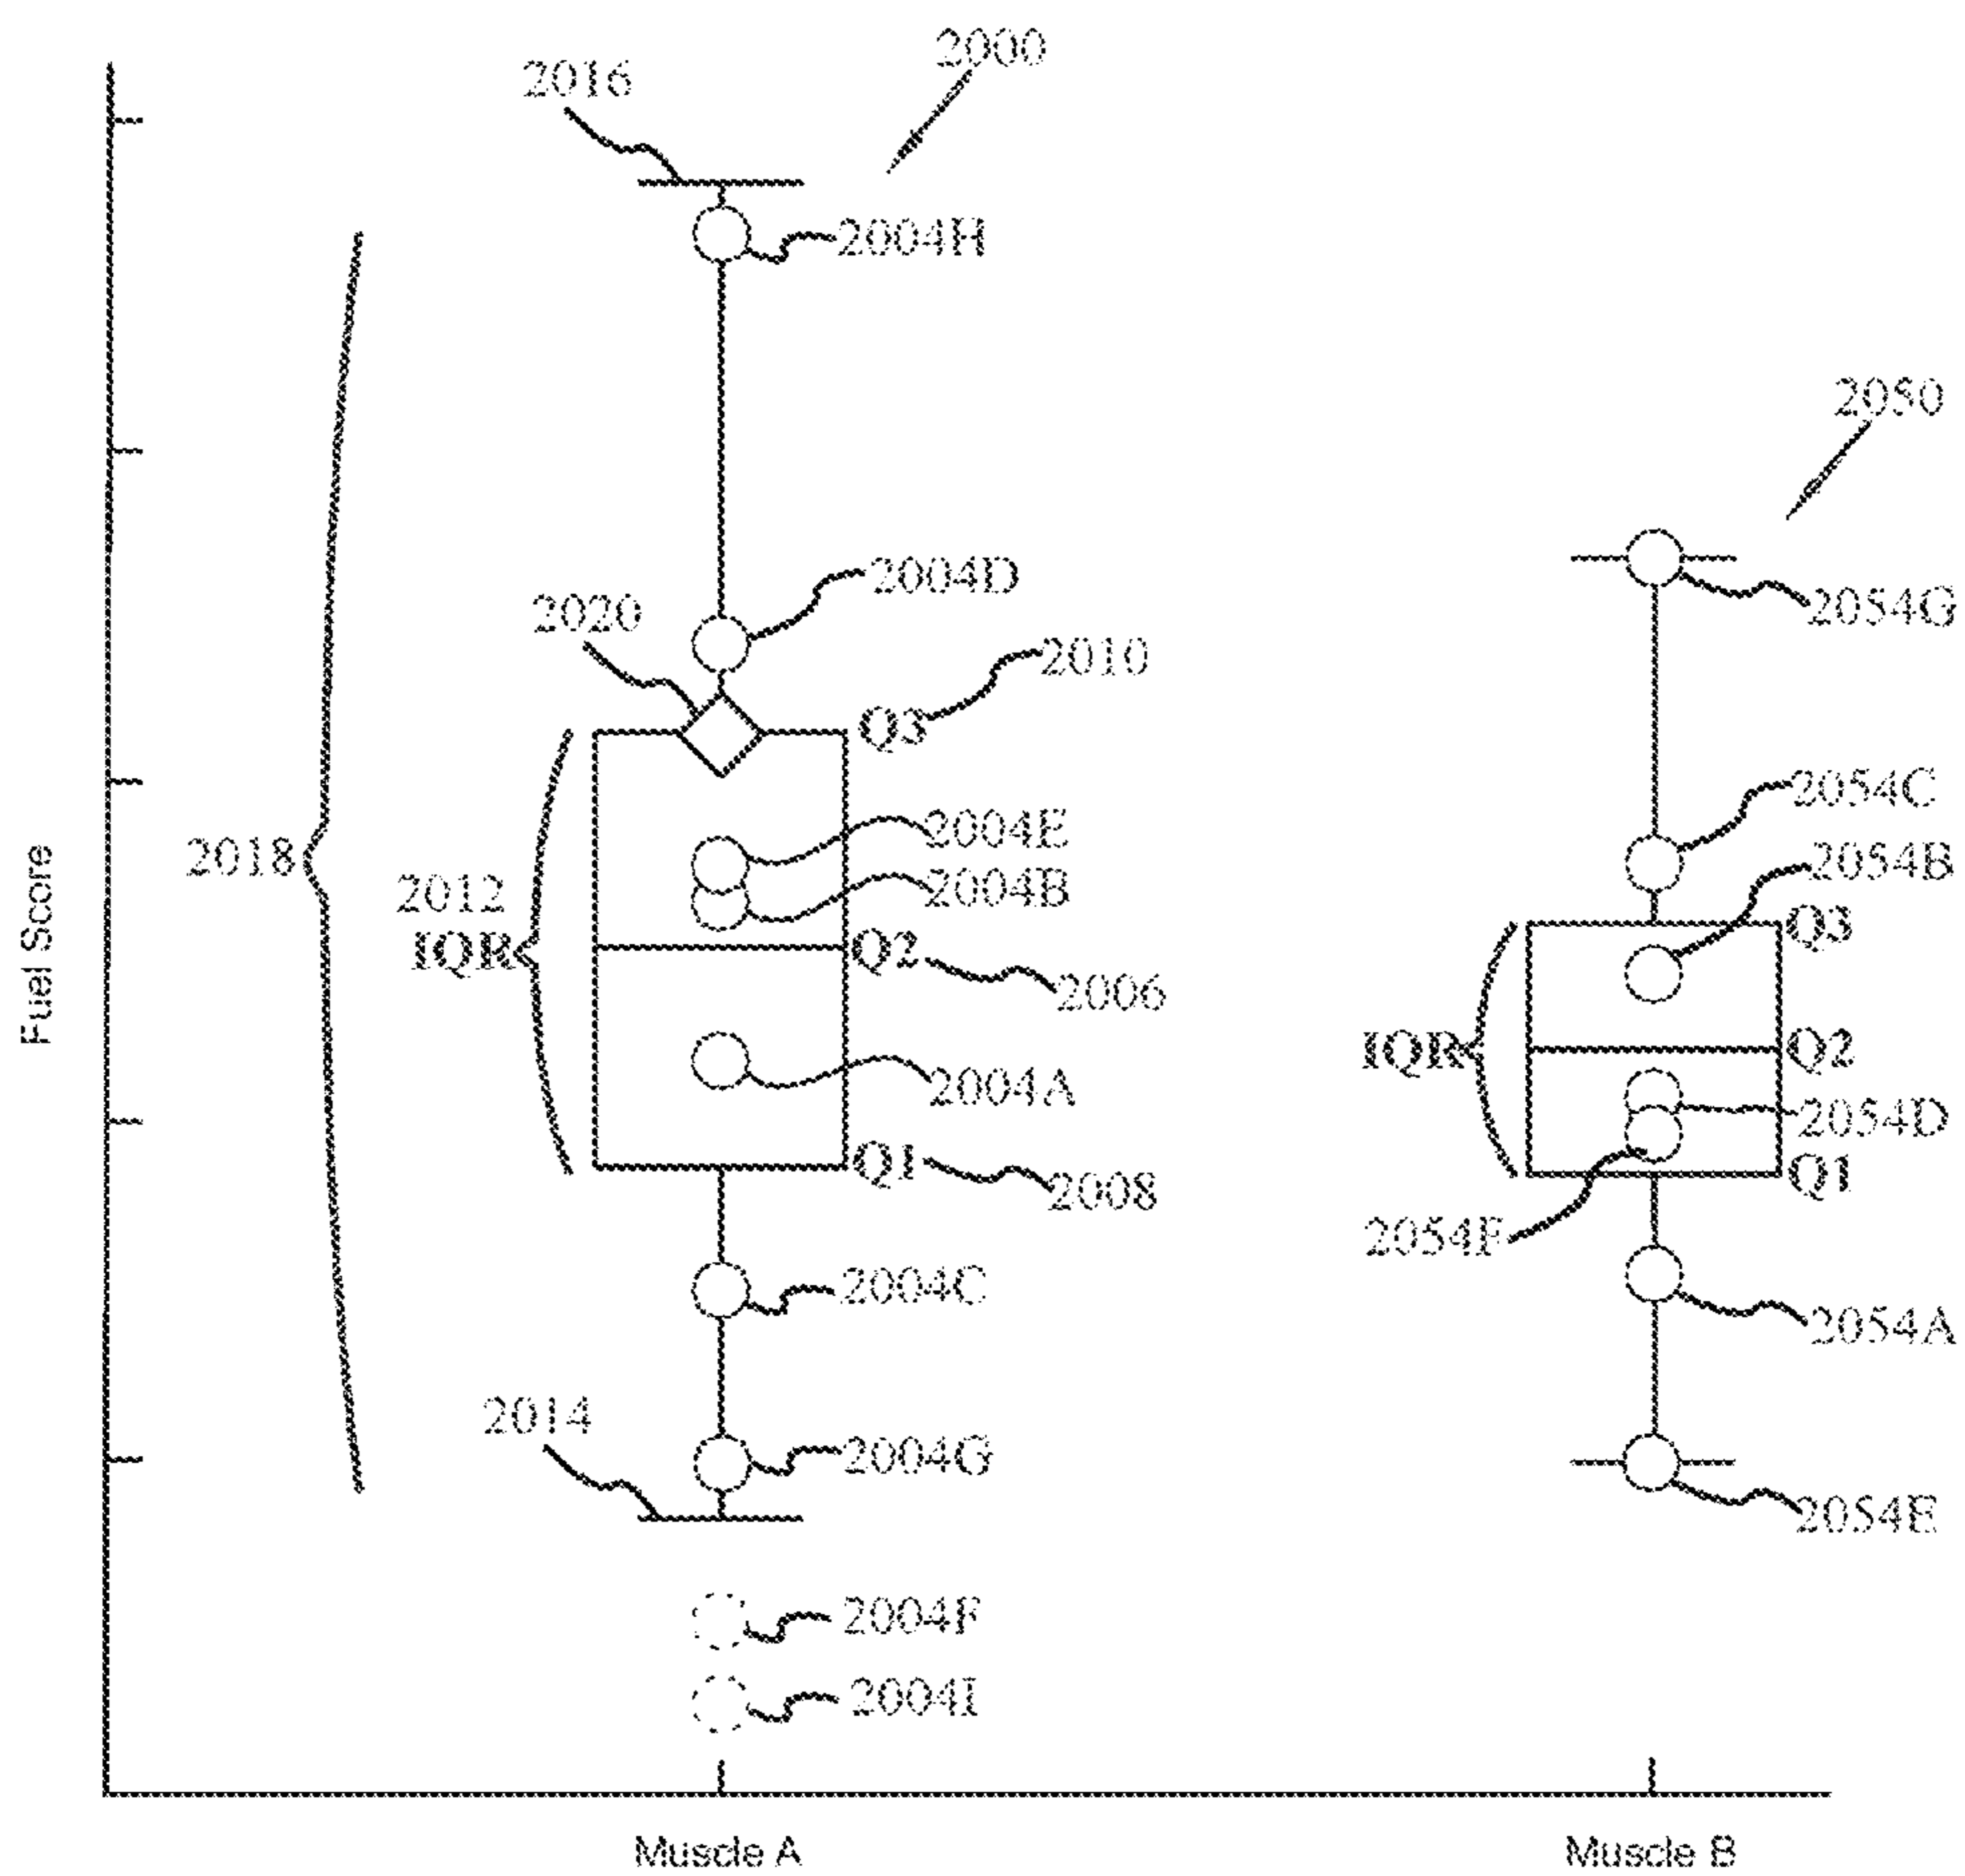 2000
2016
2004H
2050
2004D
2054G
2020
2010
Q3
2054C
2004E
2054B
2018
2004B
2012
IQR
Q2
Q3
2006
IQR
Q2
2004A
2054D
Q1
Q1
2008
2054F
2004C
2054A
2014
2004G
2054E
2004F
2004I
Fuel Score
Muscle A
Muscle B